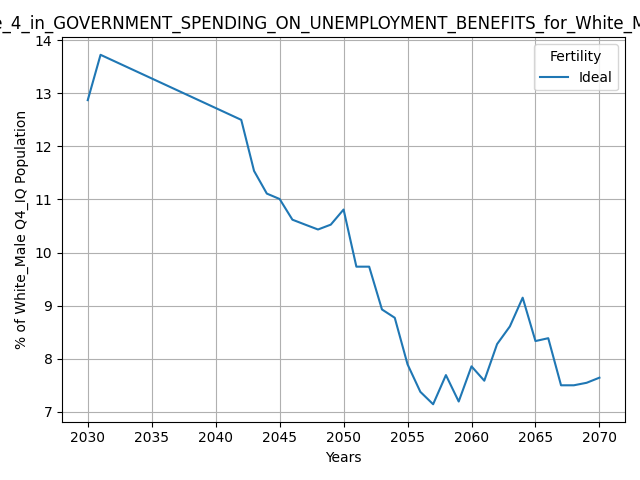 _4_in_GOVERNMENT_SPENDING_ON_UNEMPLOYMENT_BENEFITS_for_White_M
Fertility
Ideal
14
13
12
11
10
9
8
7
% of White_Male Q4_IQ Population
2030 2035 2040 2045 2050 2055 2060 2065 2070
Years